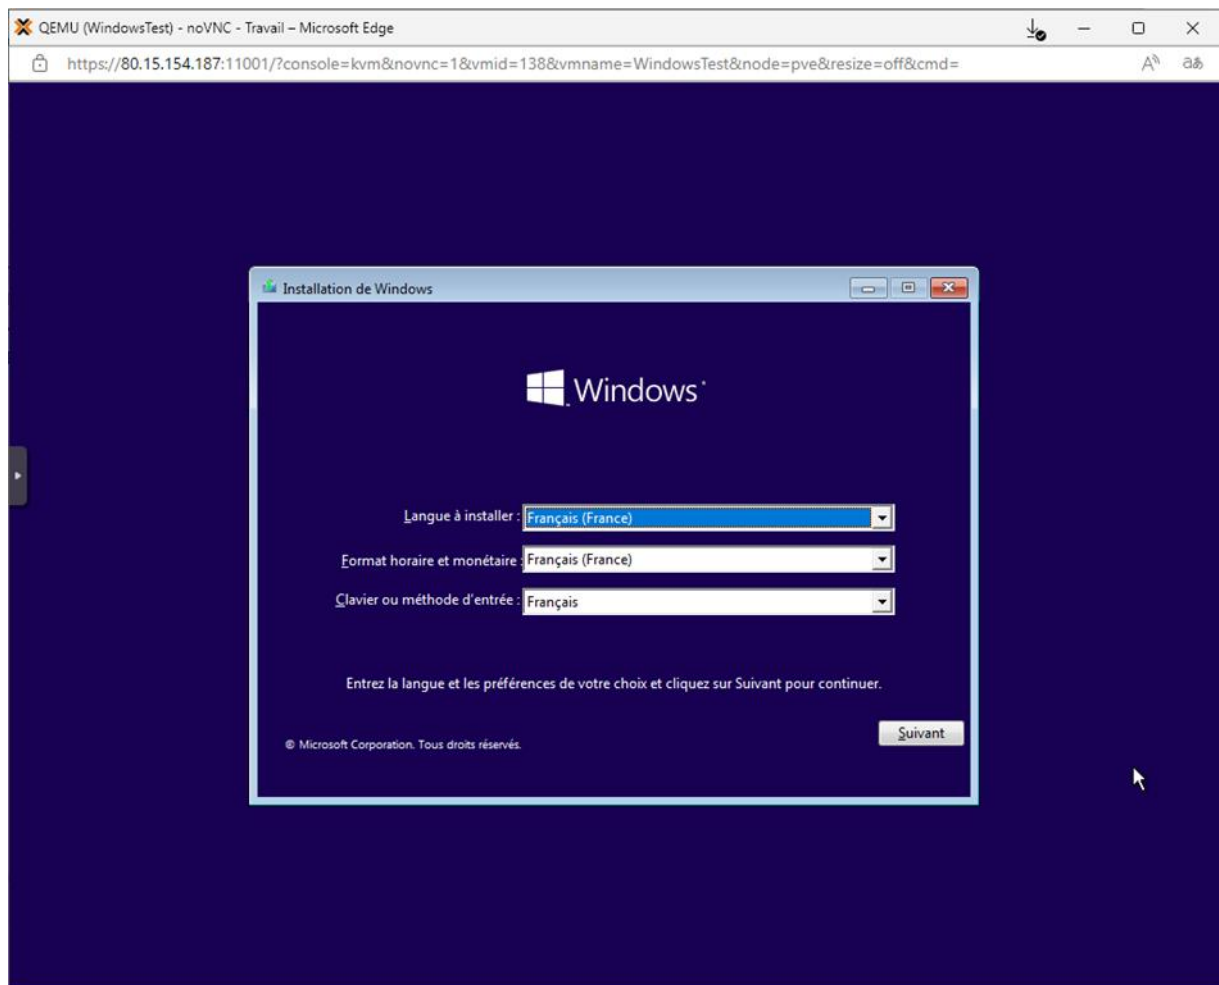 QEMU (WindowsTest) - noVNC - Travail – Microsoft Edge
https://80.15.154.187:11001/?console=kvm&novnc=1&vmid=138&vmname=WindowsTest&node=pve&resize=off&cmd=
Installation de Windows
Windows
Langue à installer : Français (France)
Format horaire et monétaire : Français (France)
Clavier ou méthode d'entrée : Français
Entrez la langue et les préférences de votre choix et cliquez sur Suivant pour continuer.
Suivant
© Microsoft Corporation. Tous droits réservés.